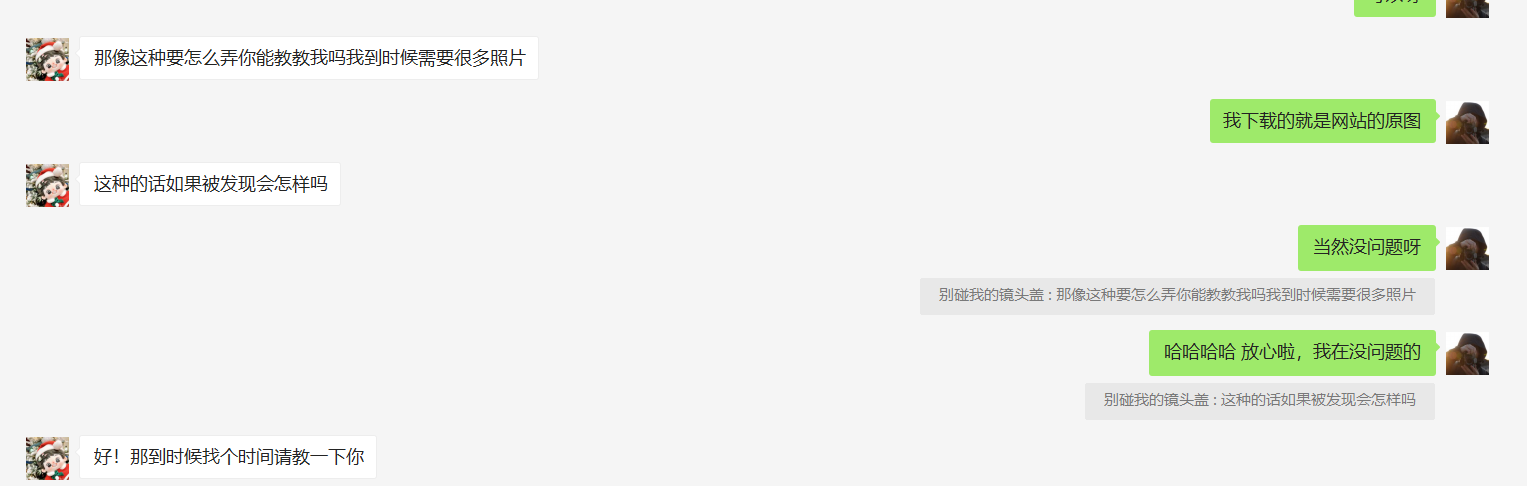 那像这种要怎么弄你能教教我吗我到时候需要很多照片
我下载的就是网站的原图
这种的话如果被发现会怎样吗
当然没问题呀
别碰我的镜头盖 : 那像这种要怎么弄你能教教我吗我到时候需要很多照片
哈哈哈哈 放心啦，我在没问题的
别碰我的镜头盖 : 这种的话如果被发现会怎样吗
好！那到时候找个时间请教一下你